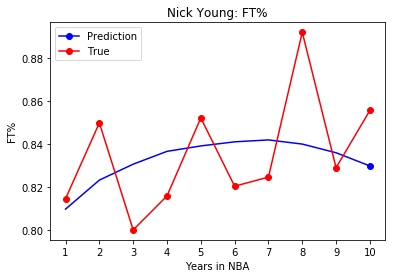 Nick Young: FT%
Prediction
True
0.88
0.86
0.84
0.82
0.80
FT%
1 2 3 4 5 6 7 8 9 10
Years in NBA